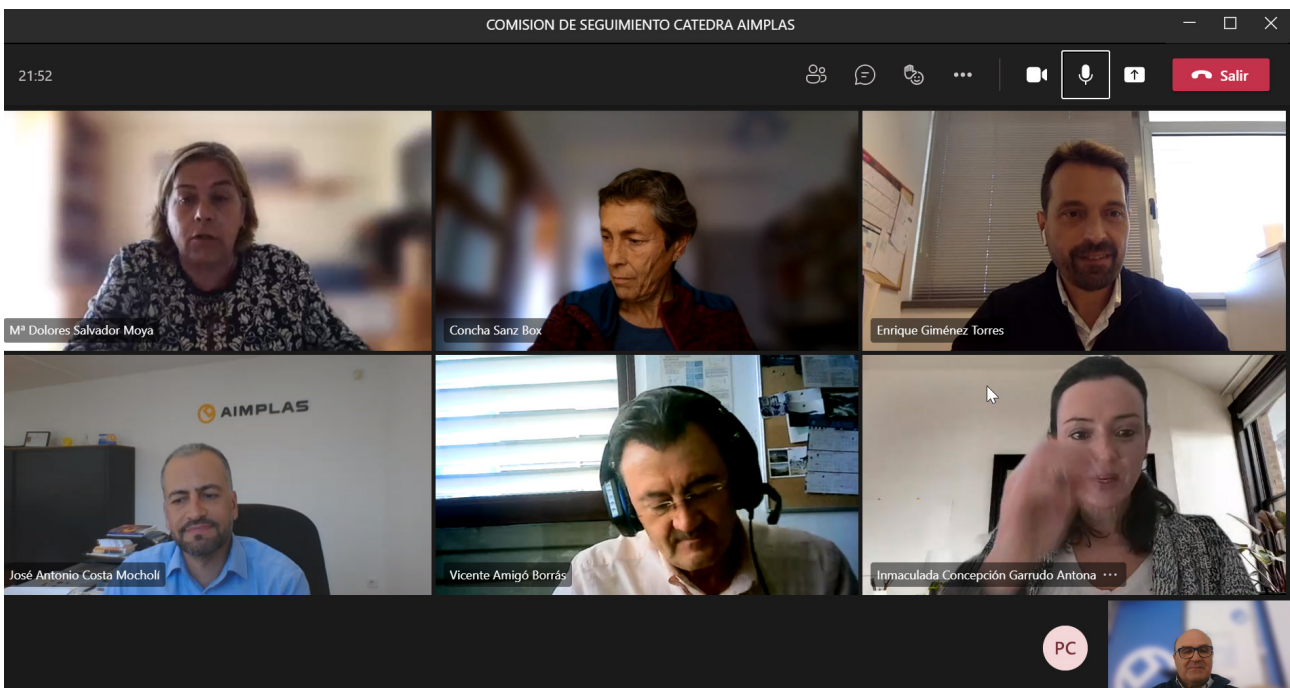 COMISION DE SEGUIMIENTO CATEDRA AIMPLAS
21:52
Salir
Mª Dolores Salvador Moya
Concha Sanz Box
Enrique Giménez Torres
AIMPLAS
José Antonio Costa Mocholí
Vicente Amigó Borrás
Inmaculada Concepción Garrudo Antona
PC